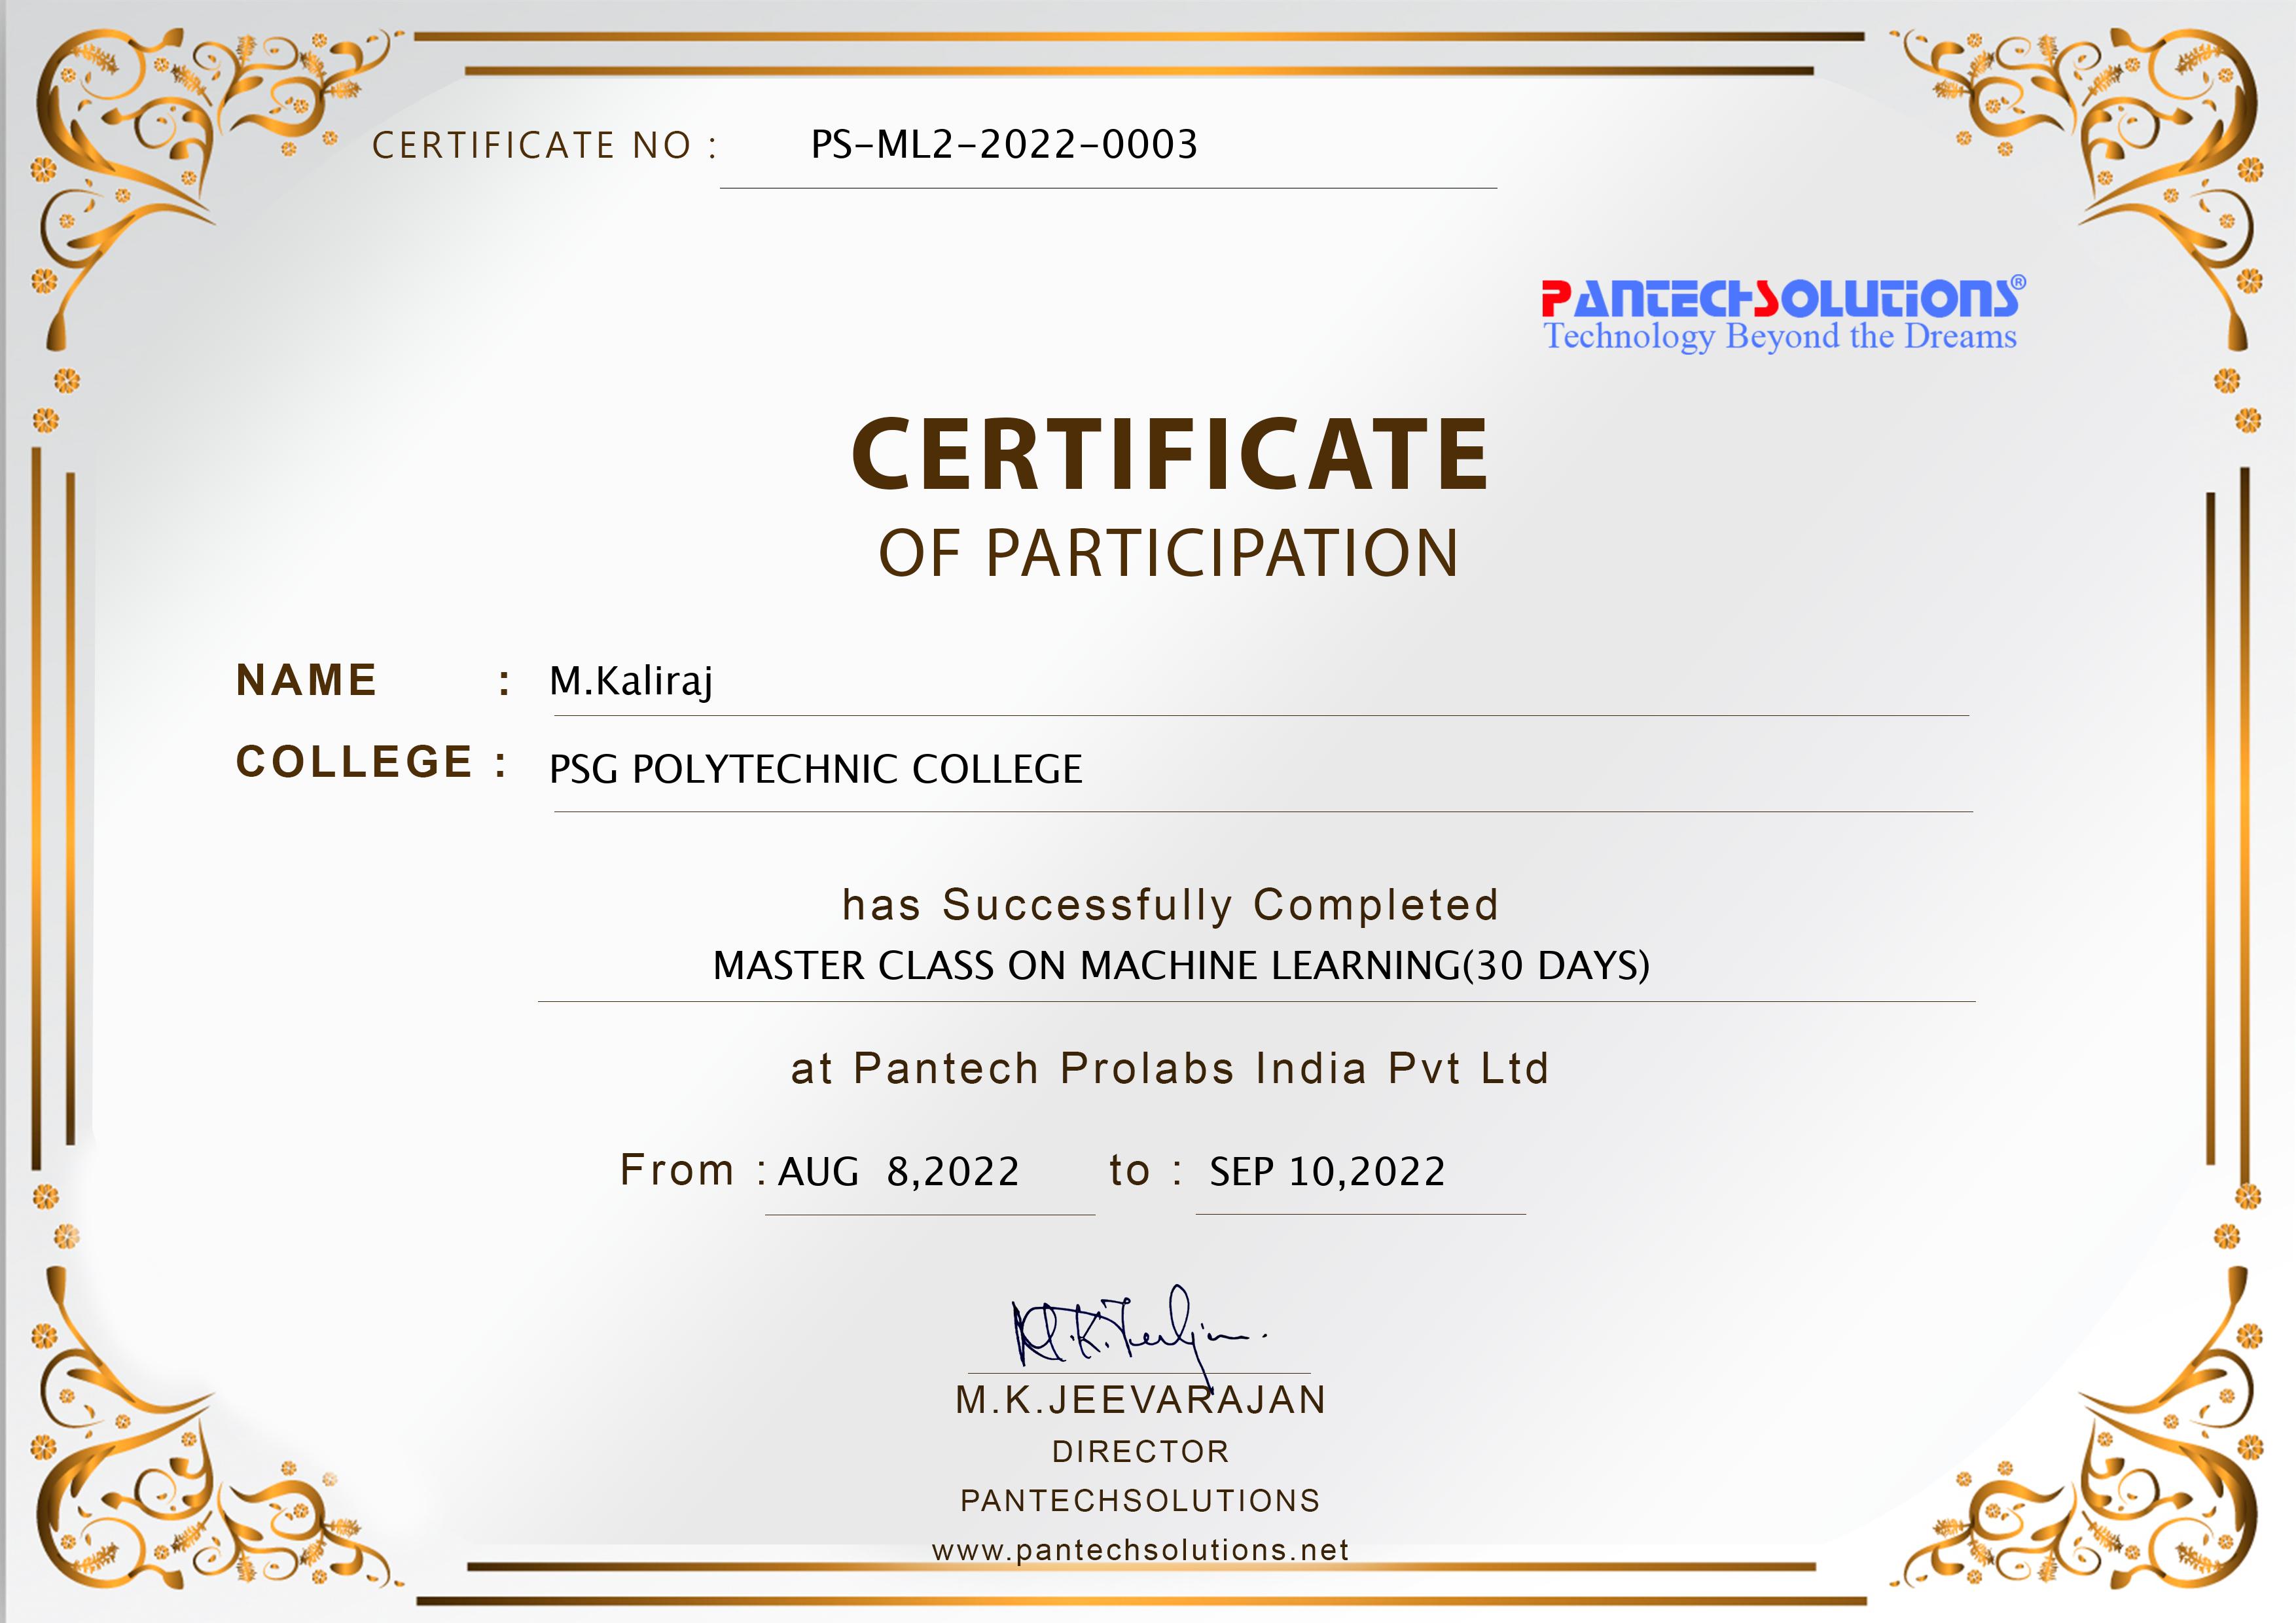 CERTIFICATE NO : PS-ML2-2022-0003
PANTECHSOLUTIONS®
Technology Beyond the Dreams
CERTIFICATE
OF PARTICIPATION
NAME : M.Kaliraj
COLLEGE : PSG POLYTECHNIC COLLEGE
has Successfully Completed
MASTER CLASS ON MACHINE LEARNING(30 DAYS)
at Pantech Prolabs India Pvt Ltd
From : AUG 8,2022 to : SEP 10,2022
M.K.JEEVARAJAN
DIRECTOR
PANTECHSOLUTIONS
www.pantechsolutions.net